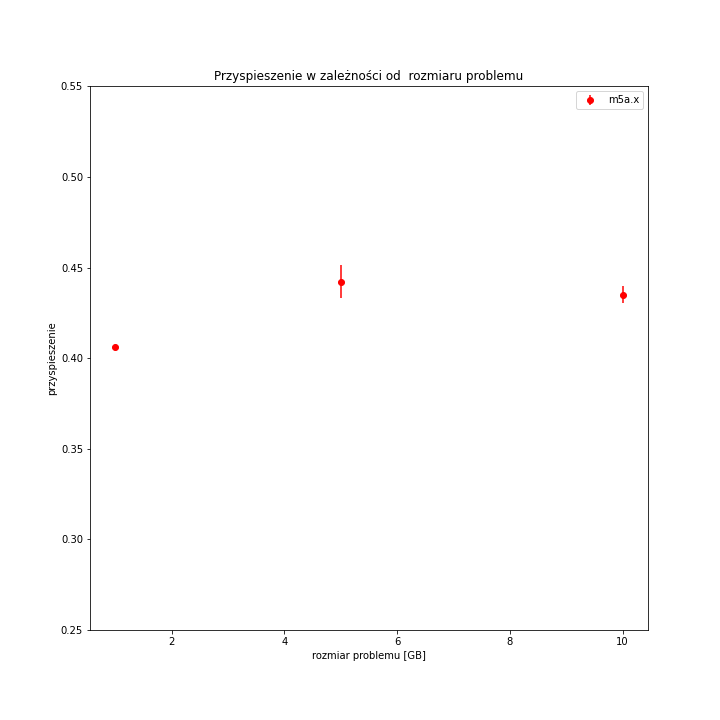 Przyspieszenie w zależności od  rozmiaru problemu
m5a.x
0.55
0.50
0.45
0.40
0.35
0.30
0.25
przyspieszenie
2 4 6 8 10
rozmiar problemu [GB]